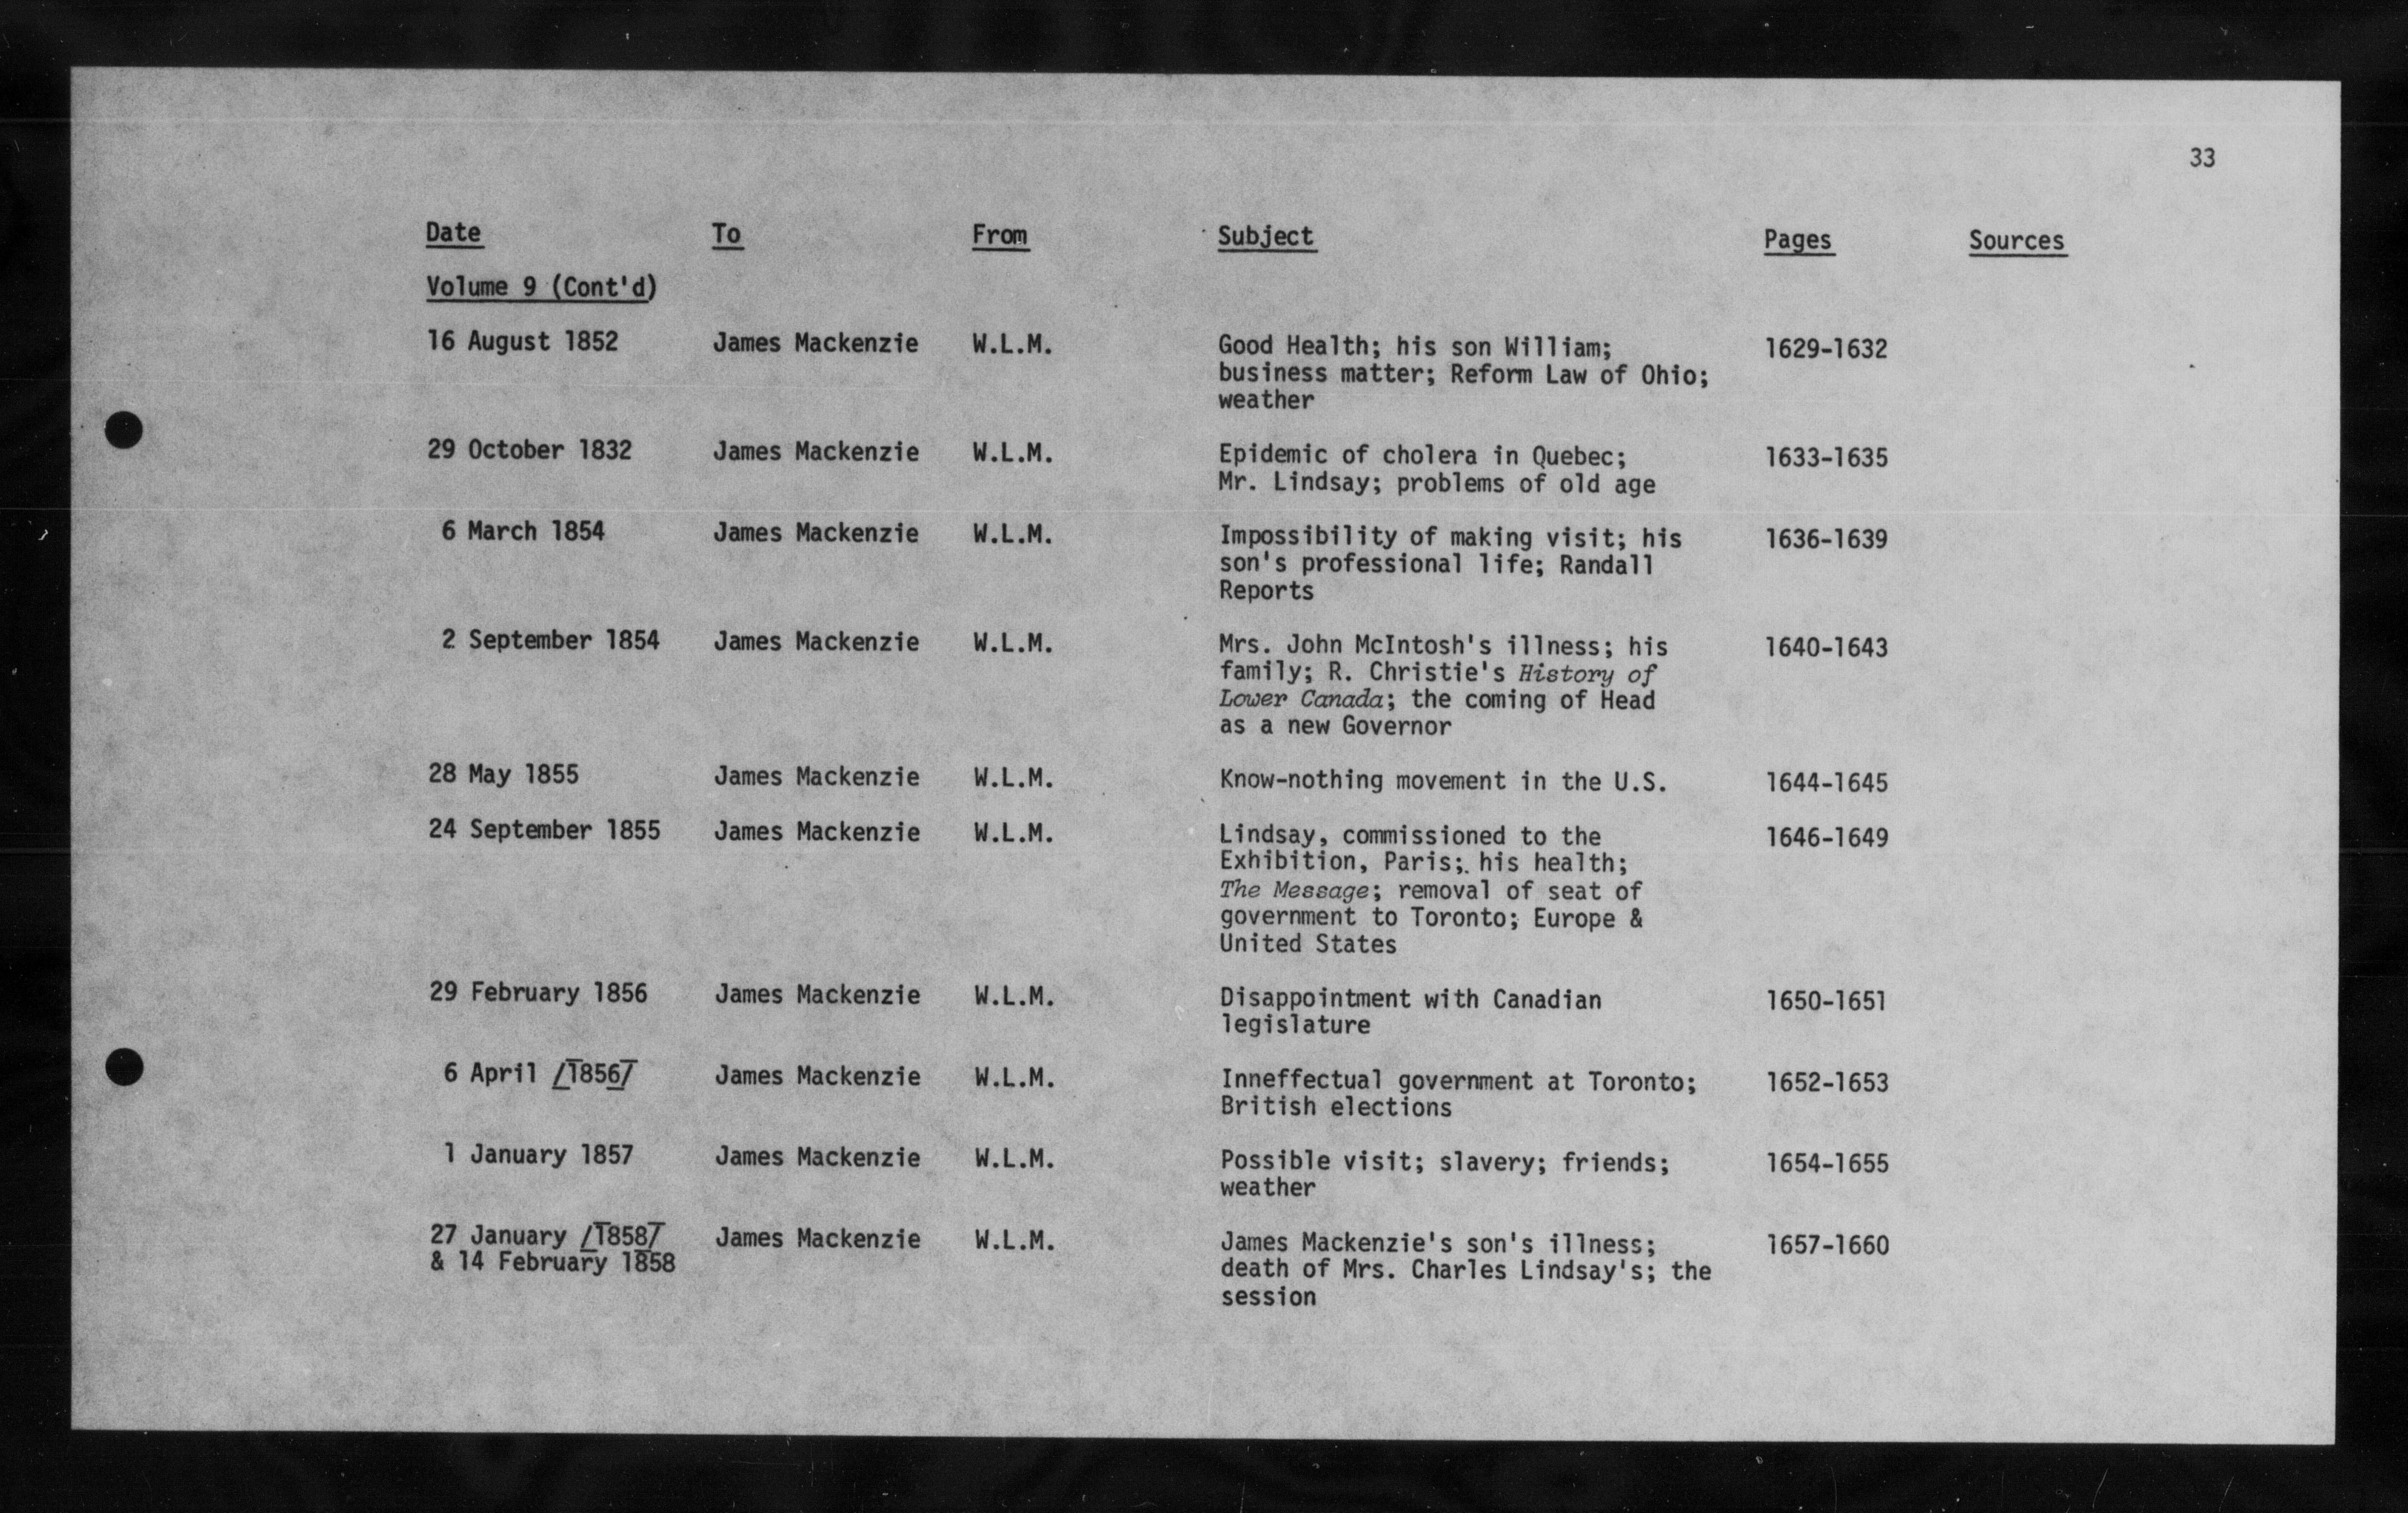 33
Date To From Subject Pages Sources
Volume 9 (Cont'd)
16 August 1852 James Mackenzie W.L.M. Good Health; his son William; 1629-1632
business matter; Reform Law of Ohio;
weather
29 October 1832 James Mackenzie W.L.M. Epidemic of cholera in Quebec; 1633-1635
Mr. Lindsay; problems of old age
6 March 1854 James Mackenzie W.L.M. Impossibility of making visit; his 1636-1639
son's professional life; Randall
Reports
2 September 1854 James Mackenzie W.L.M. Mrs. John McIntosh's illness; his 1640-1643
family; R. Christie's History of
Lower Canada; the coming of Head
as a new Governor
28 May 1855 James Mackenzie W.L.M. Know-nothing movement in the U.S. 1644-1645
24 September 1855 James Mackenzie W.L.M. Lindsay, commissioned to the 1646-1649
Exhibition, Paris; his health;
The Message; removal of seat of
government to Toronto; Europe &
United States
29 February 1856 James Mackenzie W.L.M. Disappointment with Canadian 1650-1651
legislature
6 April [1856] James Mackenzie W.L.M. Inneffectual government at Toronto; 1652-1653
British elections
1 January 1857 James Mackenzie W.L.M. Possible visit; slavery; friends; 1654-1655
weather
27 January [1858] James Mackenzie W.L.M. James Mackenzie's son's illness; 1657-1660
& 14 February 1858 death of Mrs. Charles Lindsay's; the
session